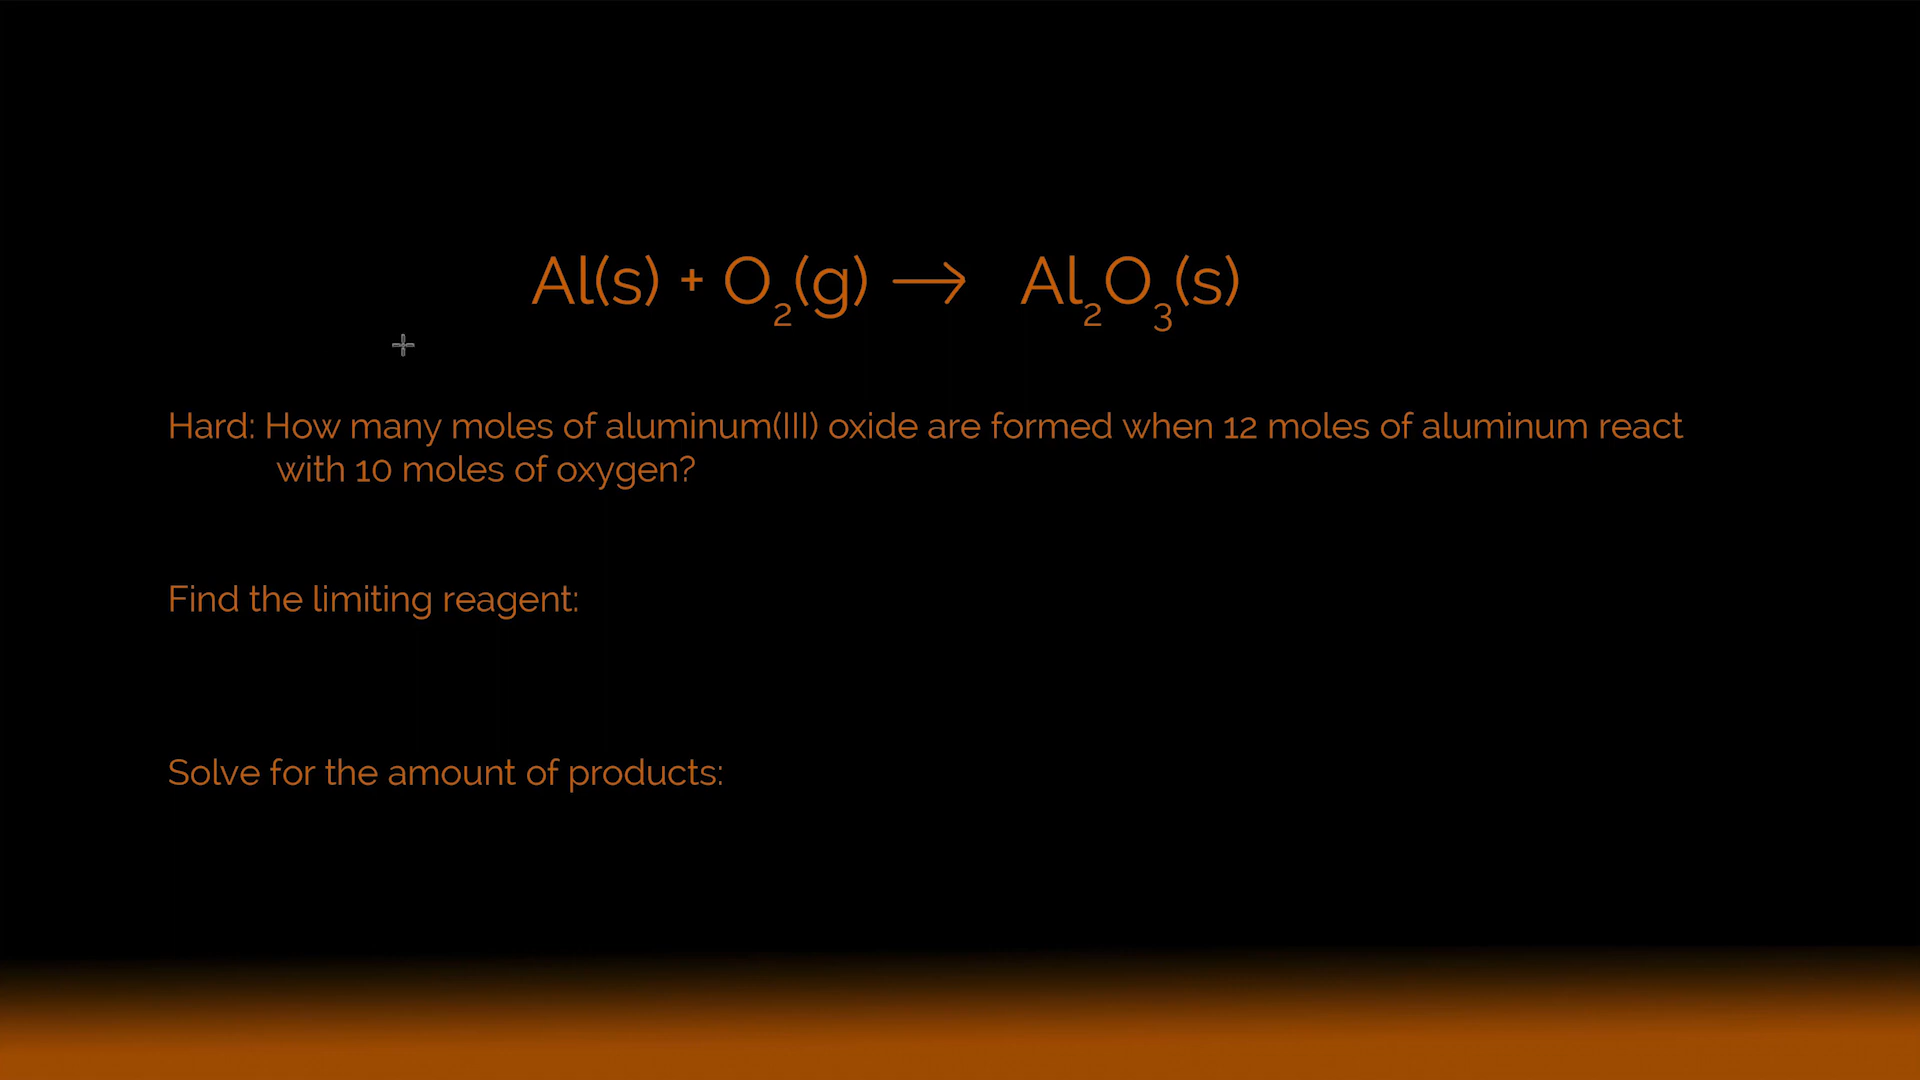 Al(s) + O₂(g) ⟶ Al₂O₃(s)
Hard: How many moles of aluminum(III) oxide are formed when 12 moles of aluminum react
with 10 moles of oxygen?
Find the limiting reagent:
Solve for the amount of products: